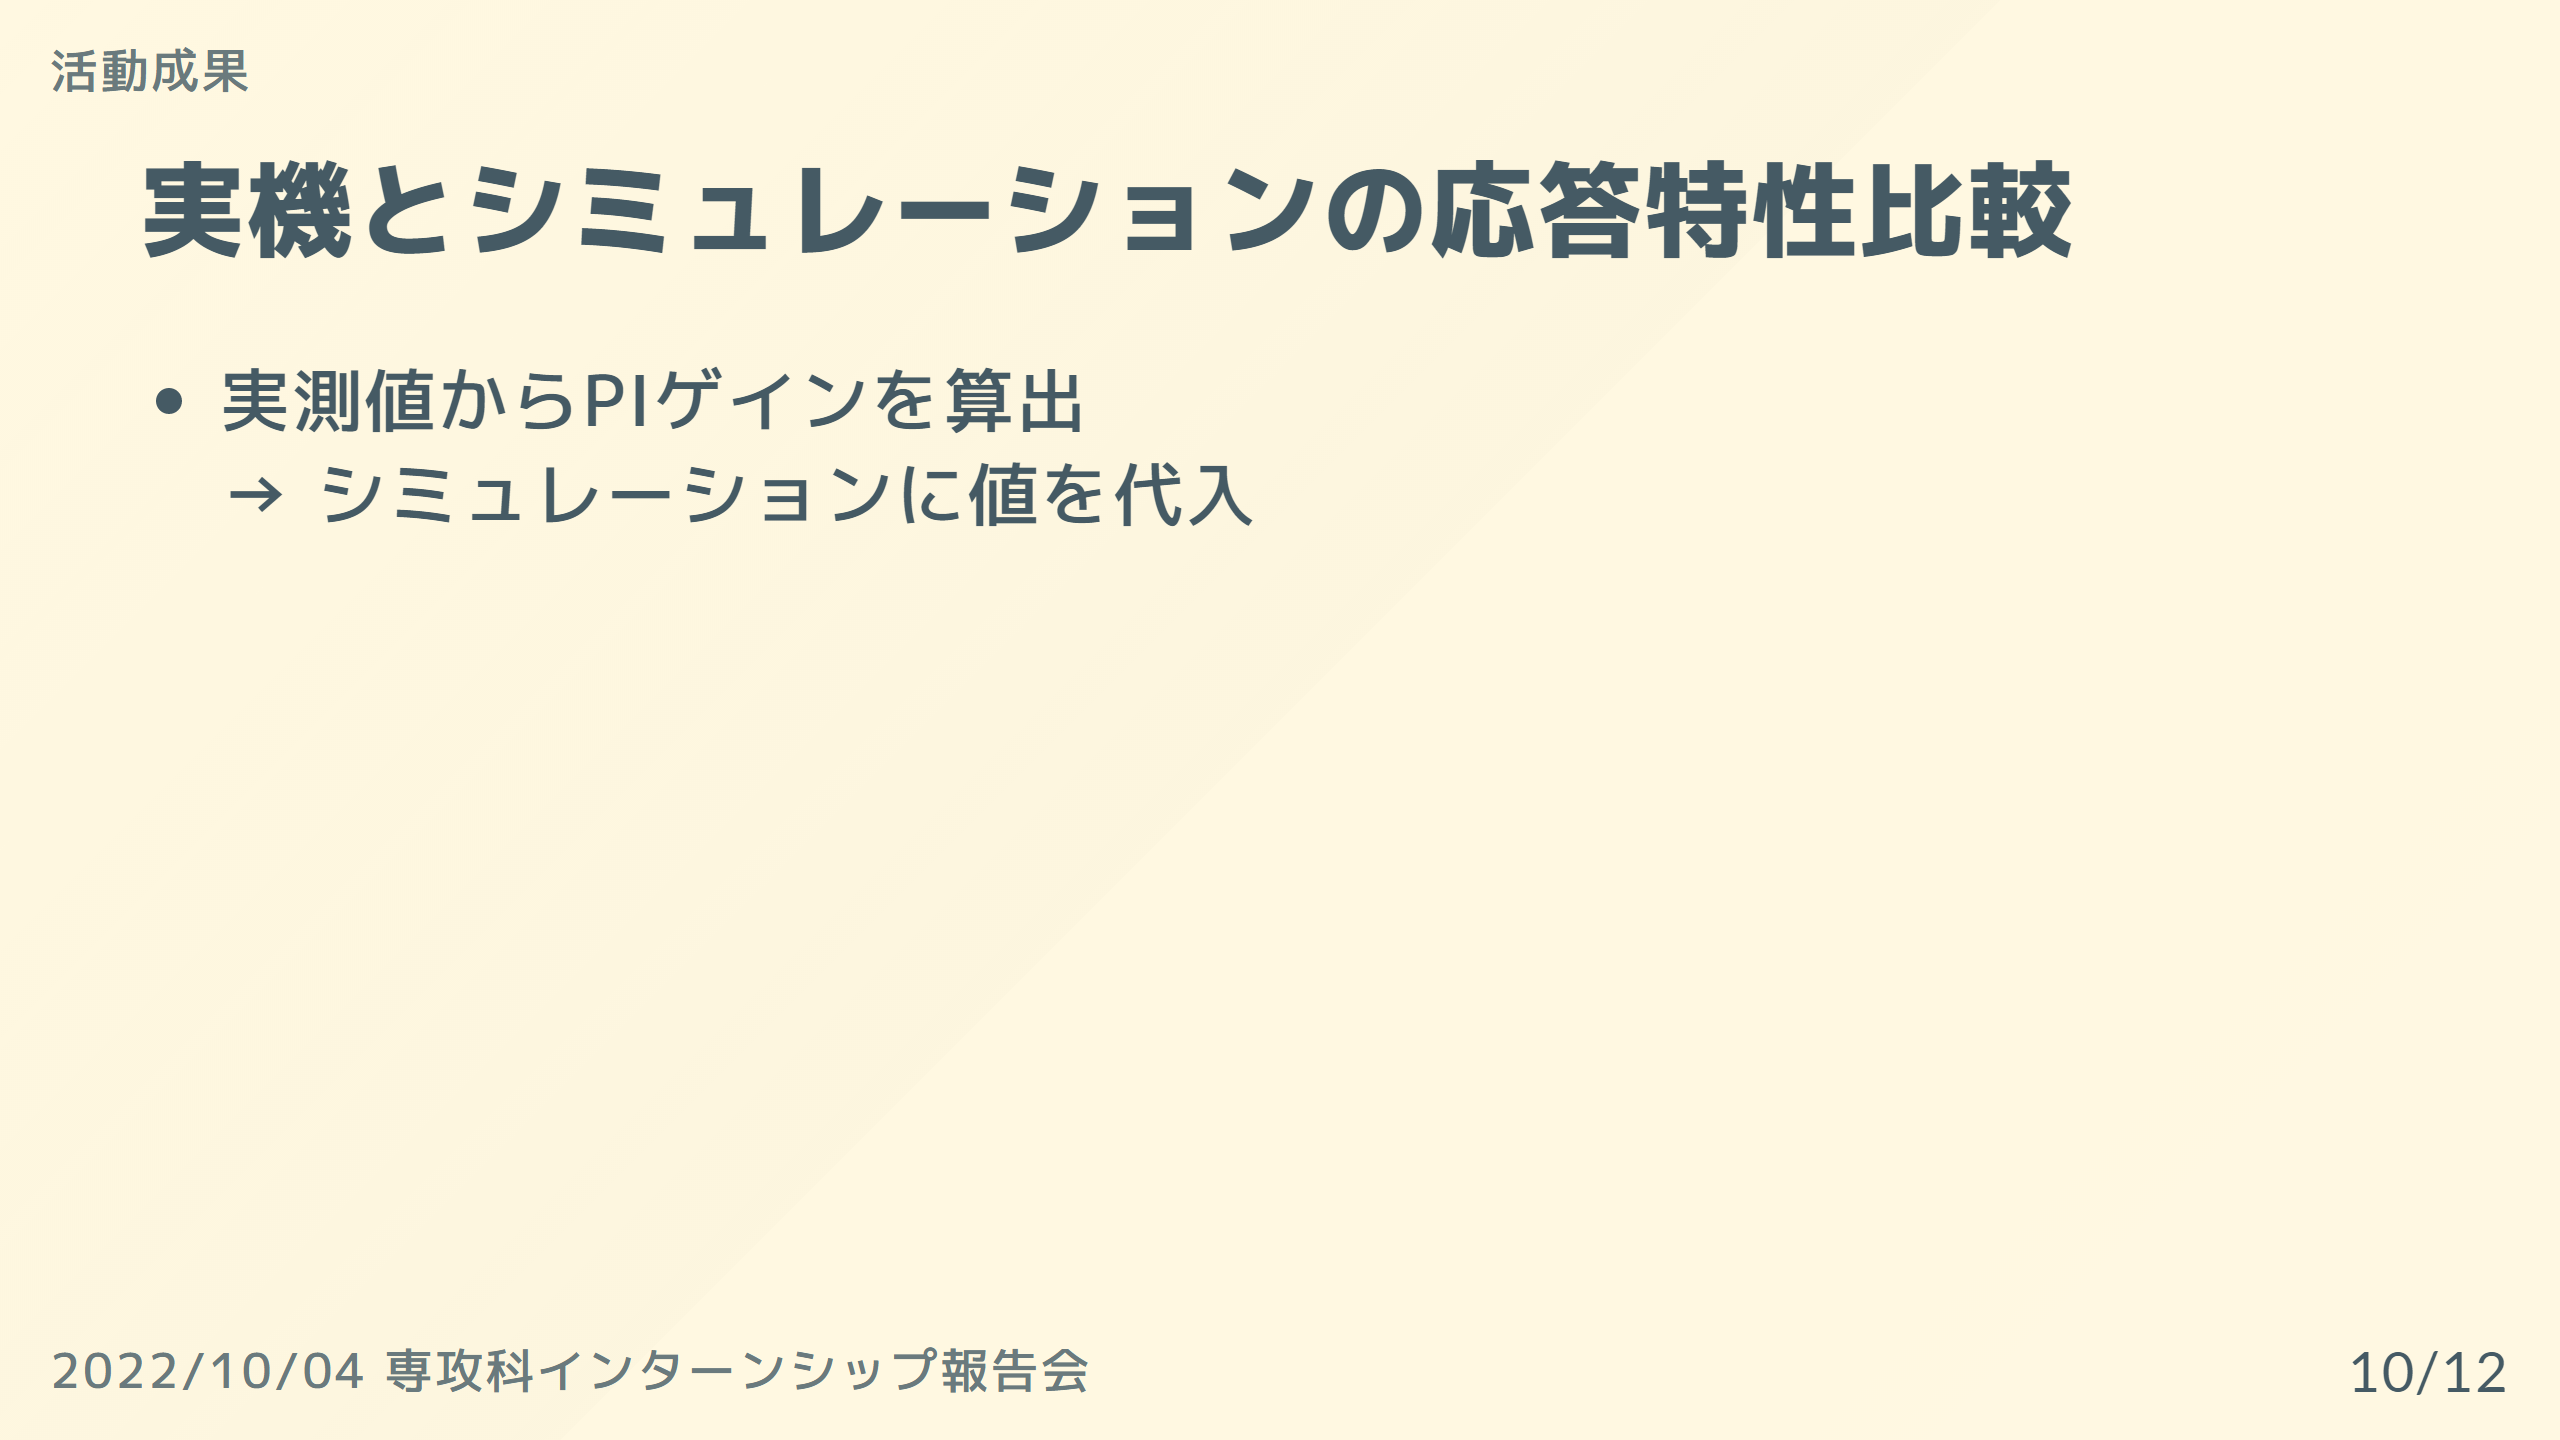 活動成果
実機とシミュレーションの応答特性比較
• 実測値からPIゲインを算出
→ シミュレーションに値を代入
2022/10/04 専攻科インターンシップ報告会
10/12